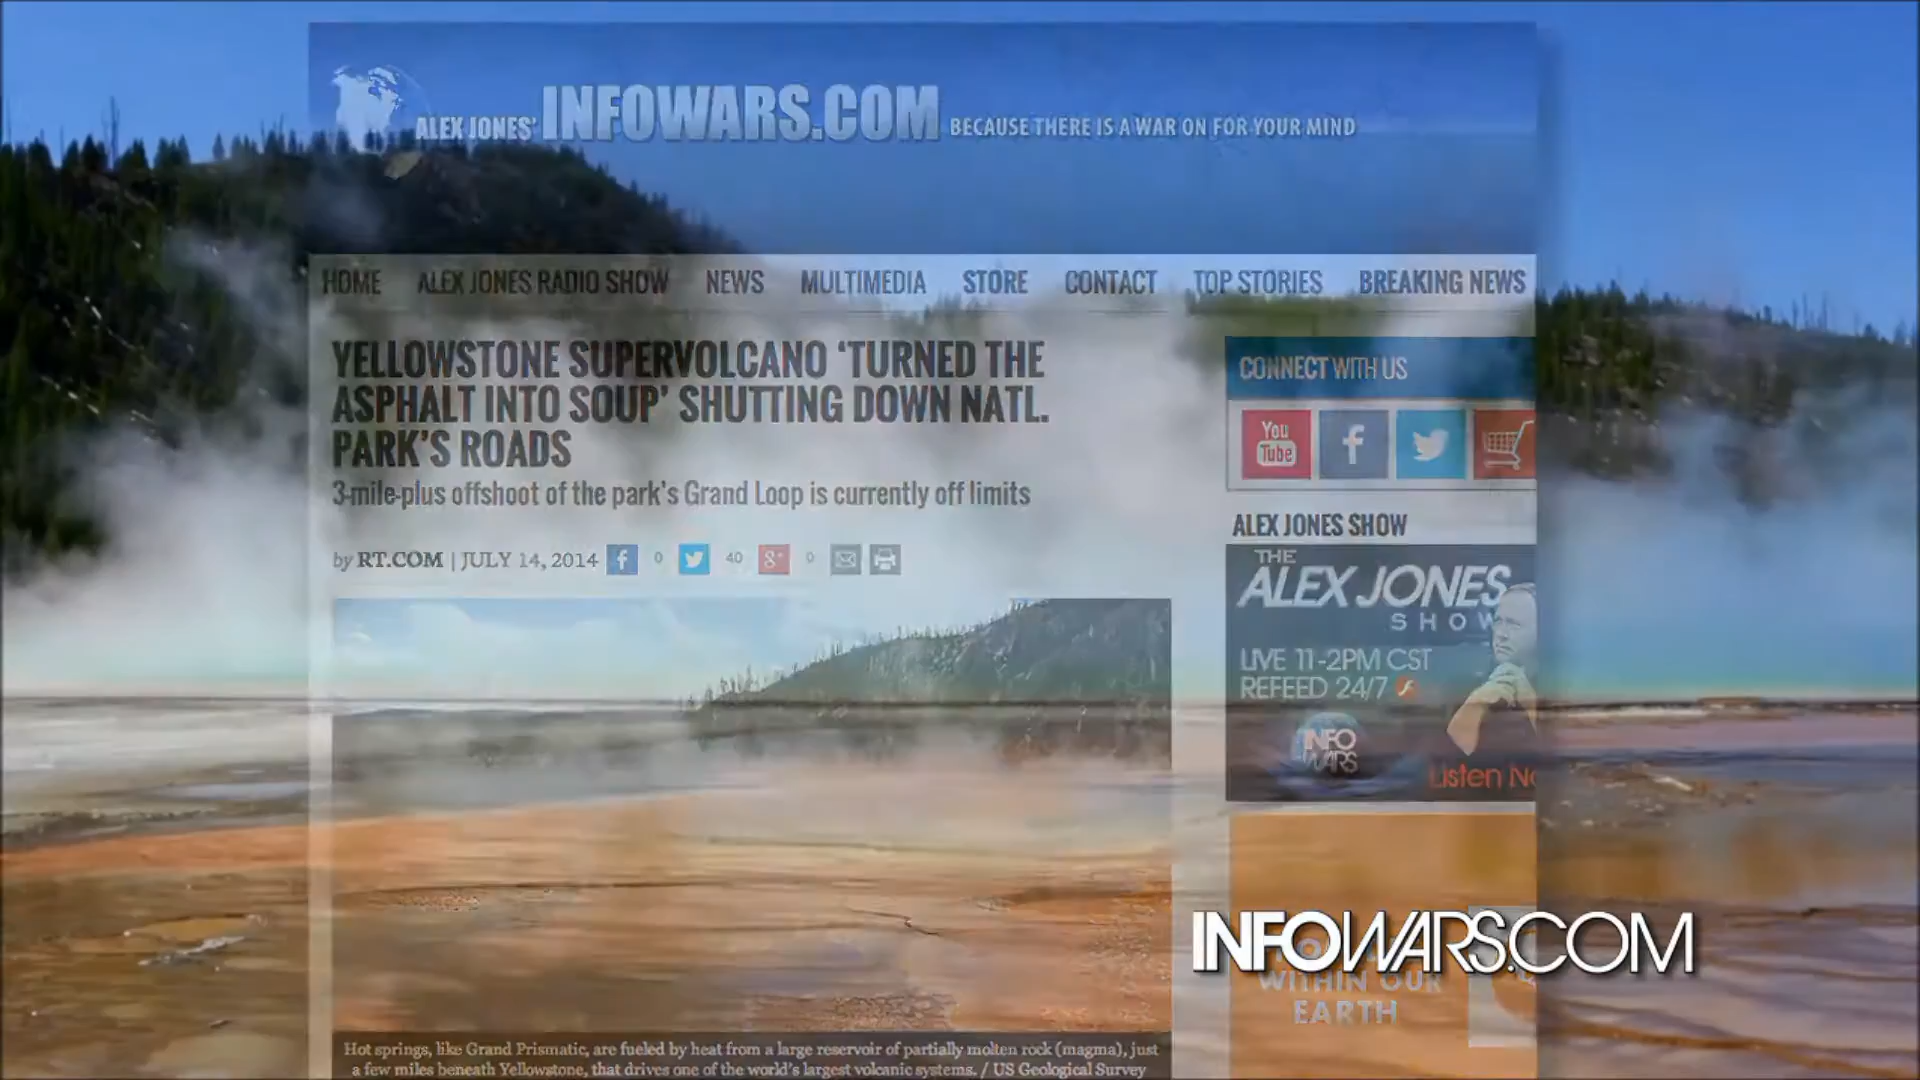 ALEX JONES' INFOWARS.COM BECAUSE THERE IS A WAR ON FOR YOUR MIND
HOME ALEX JONES RADIO SHOW NEWS MULTIMEDIA STORE CONTACT TOP STORIES BREAKING NEWS
YELLOWSTONE SUPERVOLCANO ‘TURNED THE
ASPHALT INTO SOUP’ SHUTTING DOWN NATL.
PARK’S ROADS
3-mile-plus offshoot of the park’s Grand Loop is currently off limits
by RT.COM | JULY 14, 2014 f 0 40 g+ 0
CONNECT WITH US
You
Tube
f
ALEX JONES SHOW
THE
ALEX JONES
SHOW
LIVE 11-2PM CST
REFEED 24/7
INFO
WARS
Listen
INFOWARS.COM
WITHIN OUR
EARTH
Hot springs, like Grand Prismatic, are fueled by heat from a large reservoir of partially molten rock (magma), just
a few miles beneath Yellowstone, that drives one of the world’s largest volcanic systems. / US Geological Survey